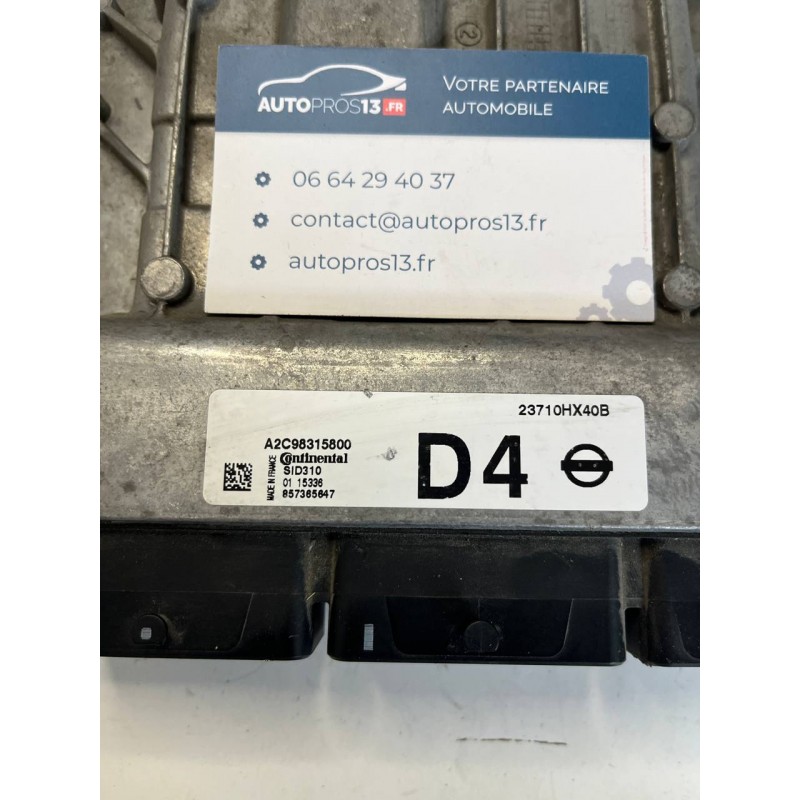 AUTOPROS13.FR
VOTRE PARTENAIRE
AUTOMOBILE
06 64 29 40 37
contact@autopros13.fr
autopros13.fr
2
23710HX40B
A2C98315800
Continental
SID310
01 15336
857365647
MADE IN FRANCE
D4